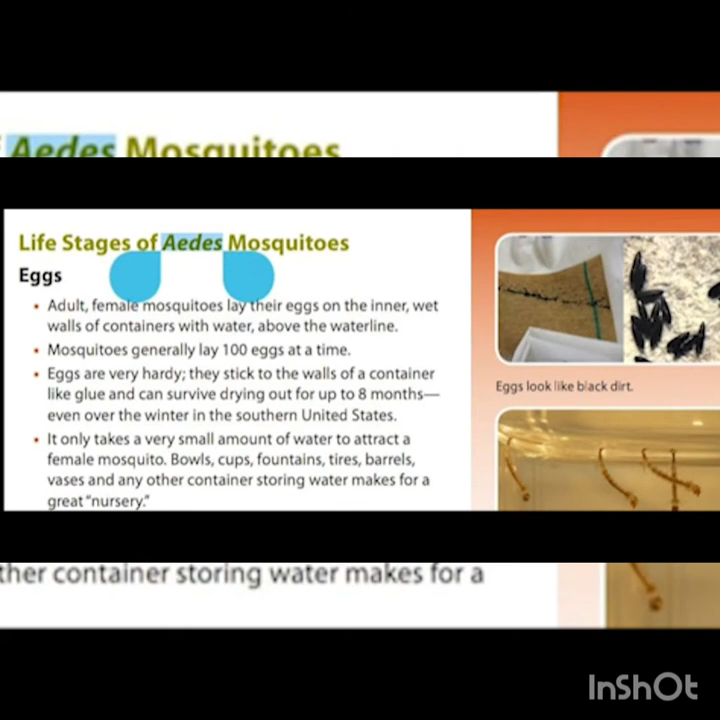 Aedes Mosquitoes
Life Stages of Aedes Mosquitoes
Eggs
• Adult, female mosquitoes lay their eggs on the inner, wet
walls of containers with water, above the waterline.
• Mosquitoes generally lay 100 eggs at a time.
• Eggs are very hardy; they stick to the walls of a container
like glue and can survive drying out for up to 8 months—
even over the winter in the southern United States.
• It only takes a very small amount of water to attract a
female mosquito. Bowls, cups, fountains, tires, barrels,
vases and any other container storing water makes for a
great “nursery.”
Eggs look like black dirt.
ther container storing water makes for a
InShOt